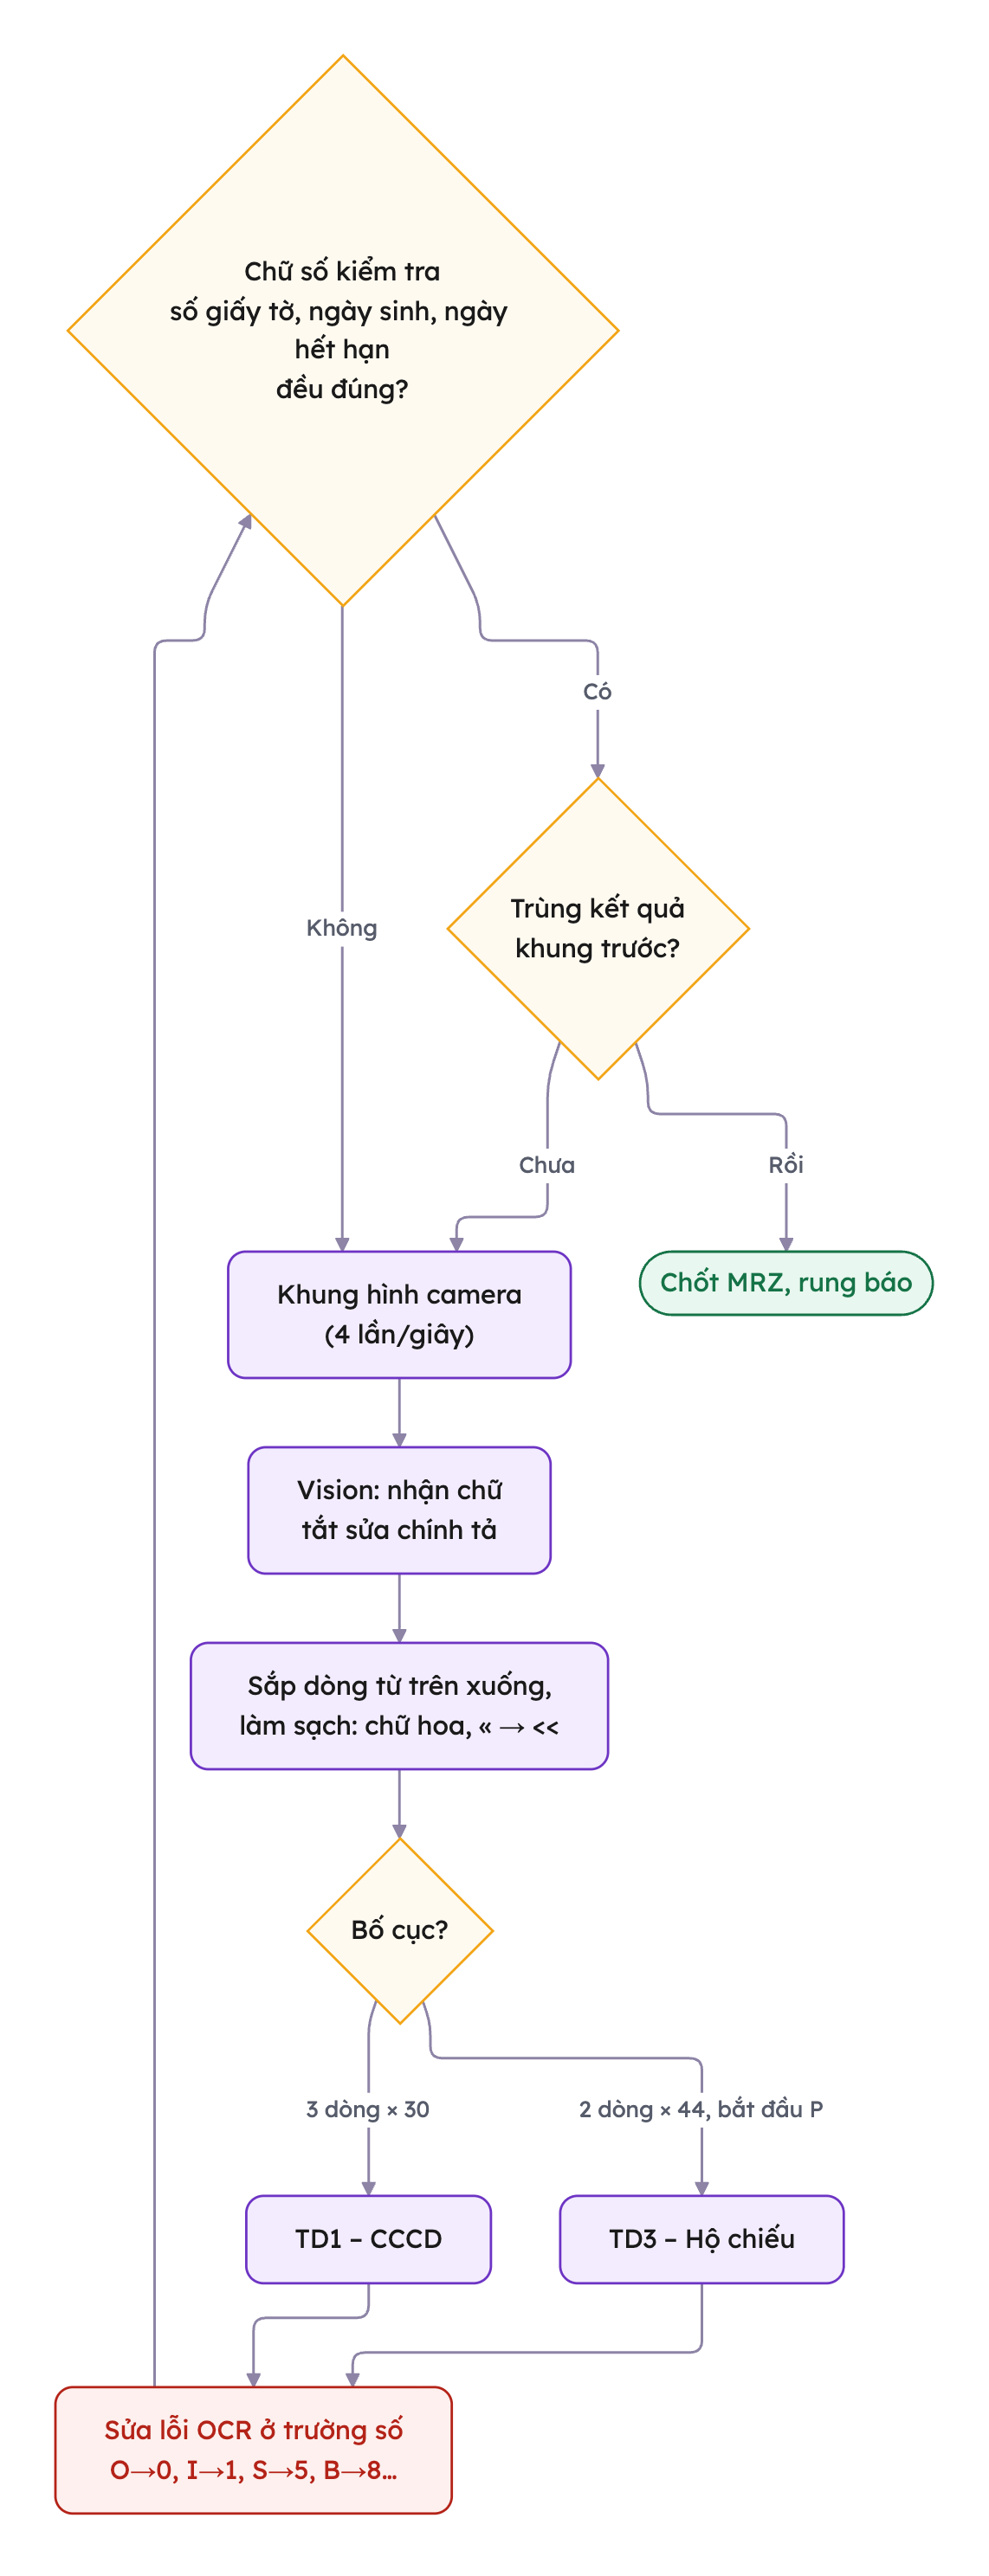 Chữ số kiểm tra
số giấy tờ, ngày sinh, ngày
hết hạn
đều đúng?
Có
Không
Trùng kết quả
khung trước?
Chưa
Rồi
Khung hình camera
(4 lần/giây)
Chốt MRZ, rung báo
Vision: nhận chữ
tắt sửa chính tả
Sắp dòng từ trên xuống,
làm sạch: chữ hoa, « → <<
Bố cục?
3 dòng × 30
2 dòng × 44, bắt đầu P
TD1 – CCCD
TD3 – Hộ chiếu
Sửa lỗi OCR ở trường số
O→0, I→1, S→5, B→8...